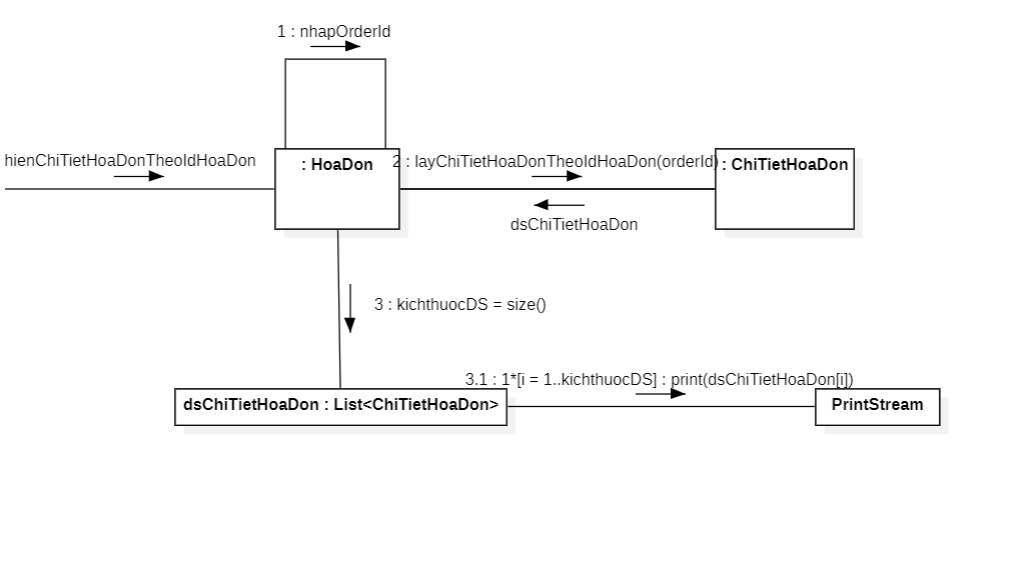 1 : nhapOrderId
hienChiTietHoaDonTheoIdHoaDon
: HoaDon
2 : layChiTietHoaDonTheoIdHoaDon(orderId)
: ChiTietHoaDon
dsChiTietHoaDon
3 : kichthuocDS = size()
3.1 : 1*[i = 1..kichthuocDS] : print(dsChiTietHoaDon[i])
dsChiTietHoaDon : List<ChiTietHoaDon>
PrintStream